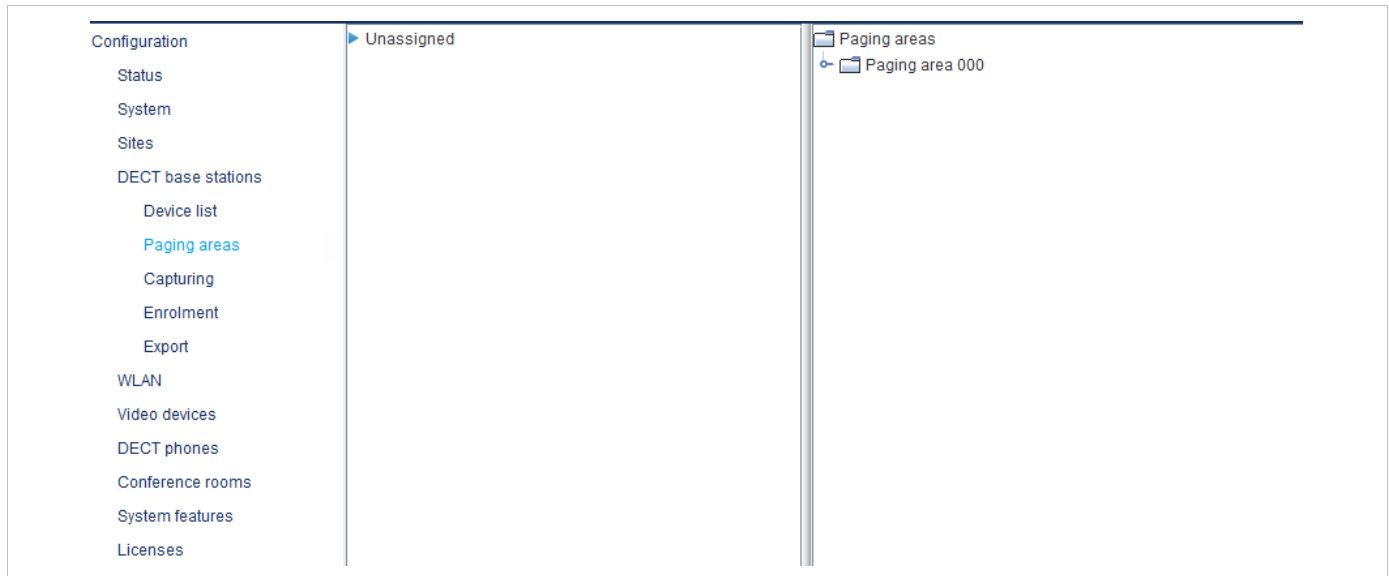 Configuration
Status
System
Sites
DECT base stations
Device list
Paging areas
Capturing
Enrolment
Export
WLAN
Video devices
DECT phones
Conference rooms
System features
Licenses
Unassigned
Paging areas
Paging area 000